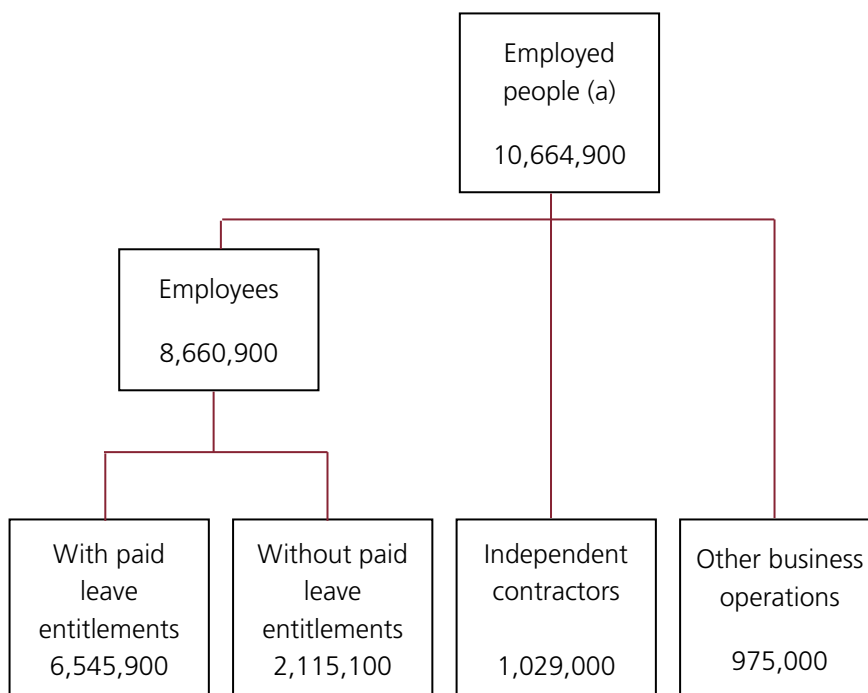 Employed
people (a)
10,664,900
Employees
8,660,900
With paid
leave
entitlements
6,545,900
Without paid
leave
entitlements
2,115,100
Independent
contractors
1,029,000
Other business
operations
975,000